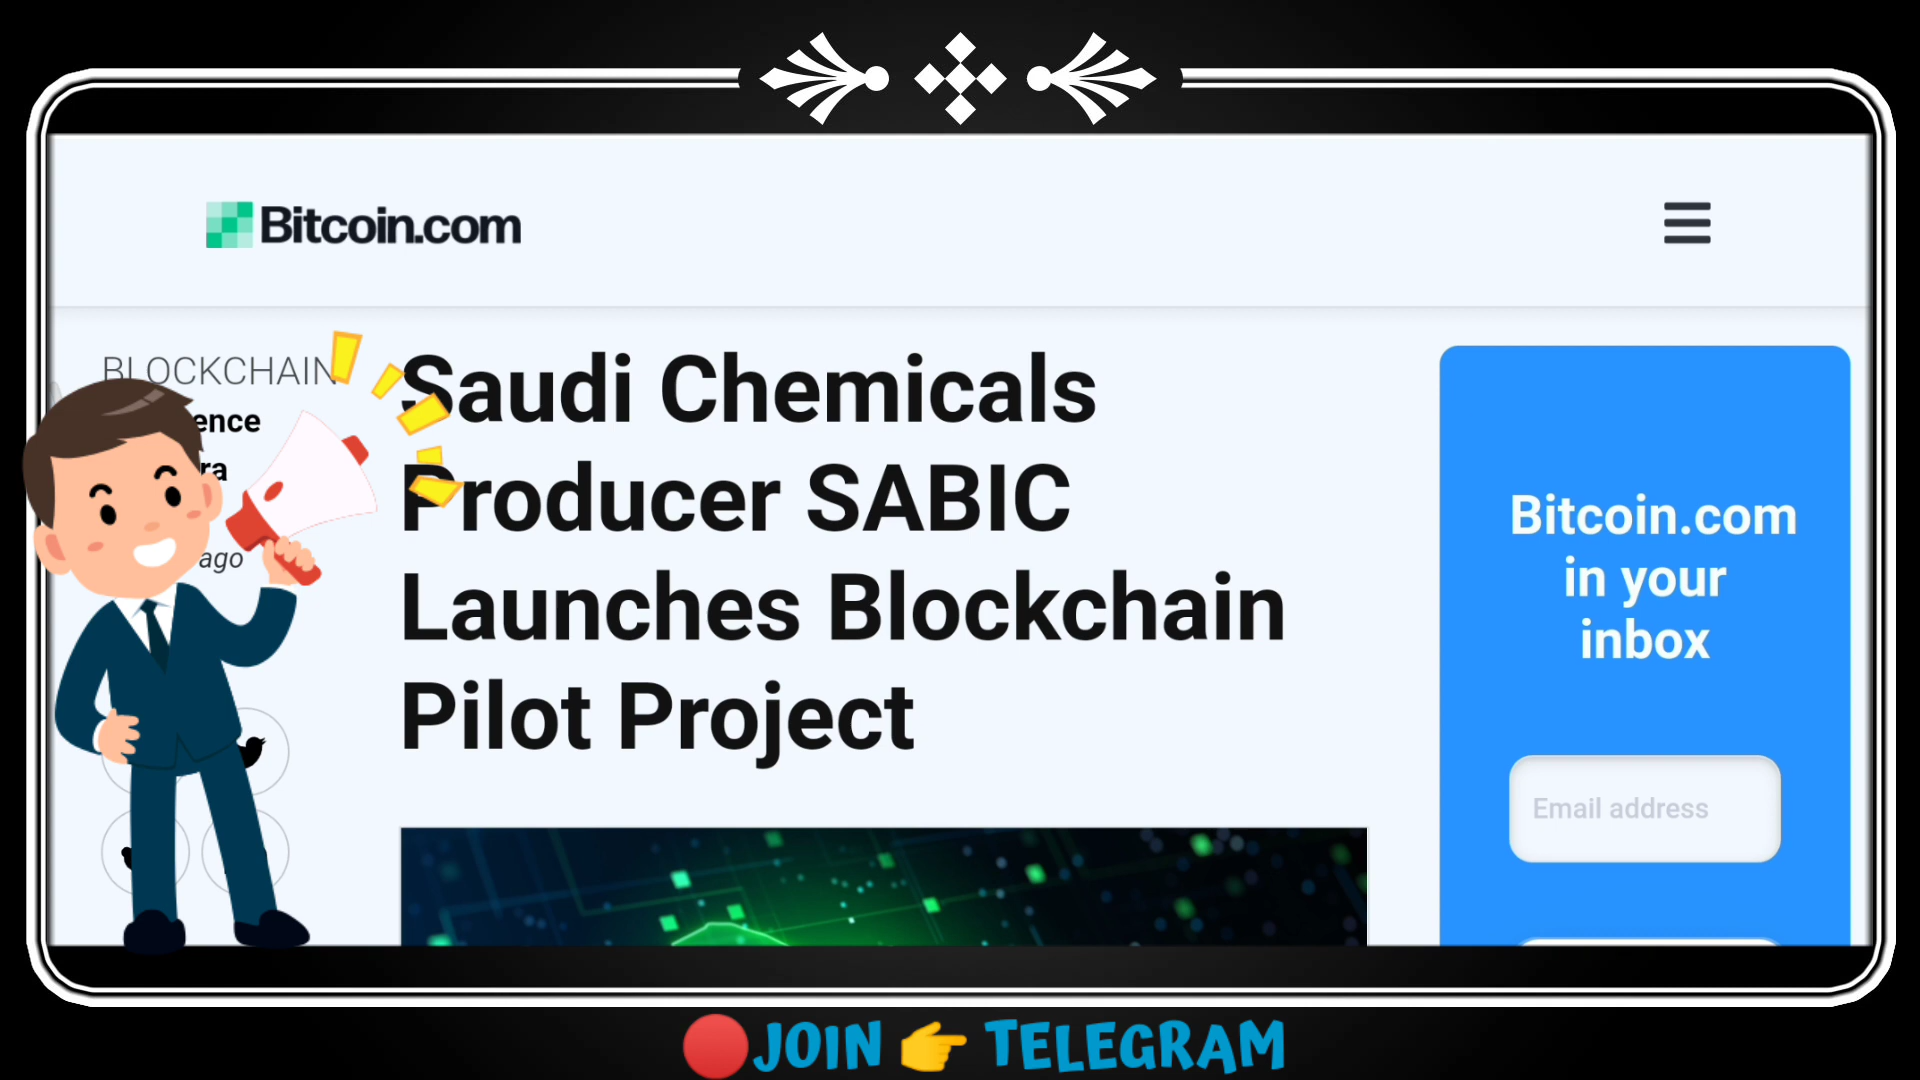 Bitcoin.com
BLOCKCHAIN
ago
Saudi Chemicals
Producer SABIC
Launches Blockchain
Pilot Project
Bitcoin.com
in your
inbox
Email address
JOIN 👉 TELEGRAM